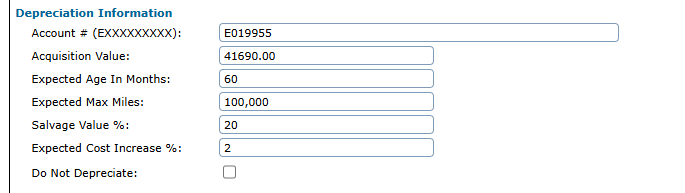 Depreciation Information
Account # (EXXXXXXXXX): E019955
Acquisition Value: 41690.00
Expected Age In Months: 60
Expected Max Miles: 100,000
Salvage Value %: 20
Expected Cost Increase %: 2
Do Not Depreciate: